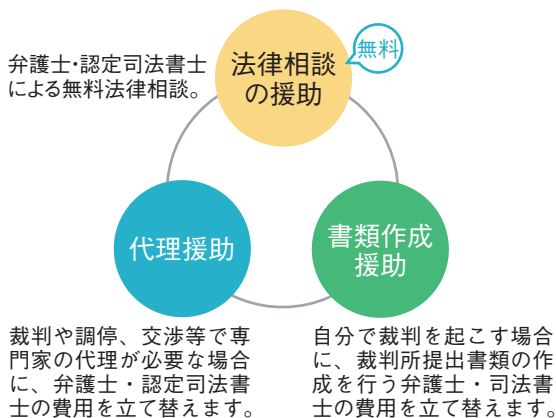 弁護士・認定司法書士
による無料法律相談。
法律相談
の援助
無料
代理援助
書類作成
援助
裁判や調停、交渉等で専
門家の代理が必要な場合
に、弁護士・認定司法書
士の費用を立て替えます。
自分で裁判を起こす場合
に、裁判所提出書類の作
成を行う弁護士・司法書
士の費用を立て替えます。